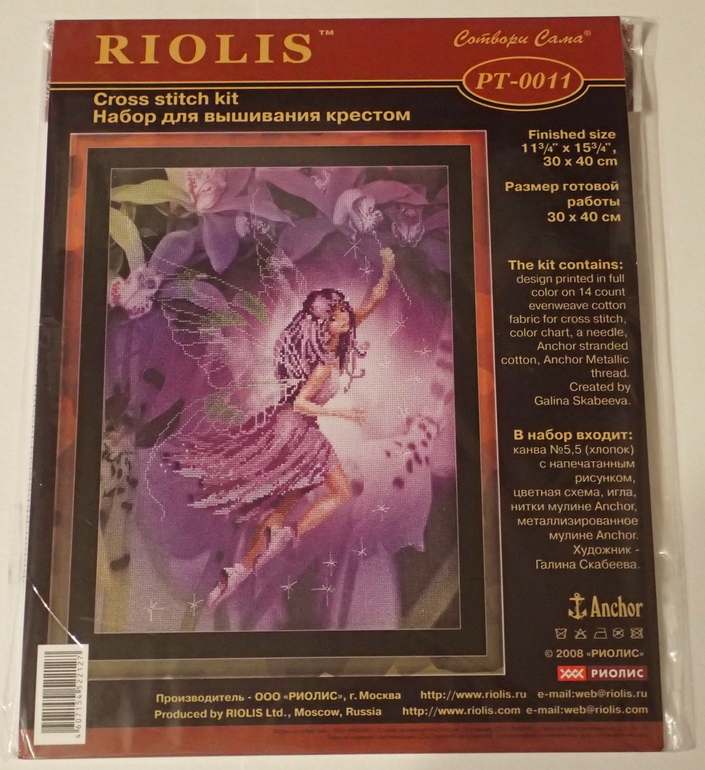 RIOLIS™
Сотвори Сама®
PT-0011
Cross stitch kit
Набор для вышивания крестом
Finished size
11¾" x 15¾",
30 x 40 cm
Размер готовой
работы
30 x 40 см
The kit contains:
design printed in full
color on 14 count
evenweave cotton
fabric for cross stitch,
color chart, a needle,
Anchor stranded
cotton, Anchor Metallic
thread.
Created by
Galina Skabeeva.
В набор входит:
канва №5,5 (хлопок)
с напечатанным
рисунком,
цветная схема, игла,
нитки мулине Anchor,
металлизированное
мулине Anchor.
Художник -
Галина Скабеева.
Anchor
© 2008 «РИОЛИС»
РИОЛИС
Производитель - ООО «РИОЛИС», г. Москва http://www.riolis.ru e-mail:web@riolis.ru
Produced by RIOLIS Ltd., Moscow, Russia http://www.riolis.com e-mail:web@riolis.com